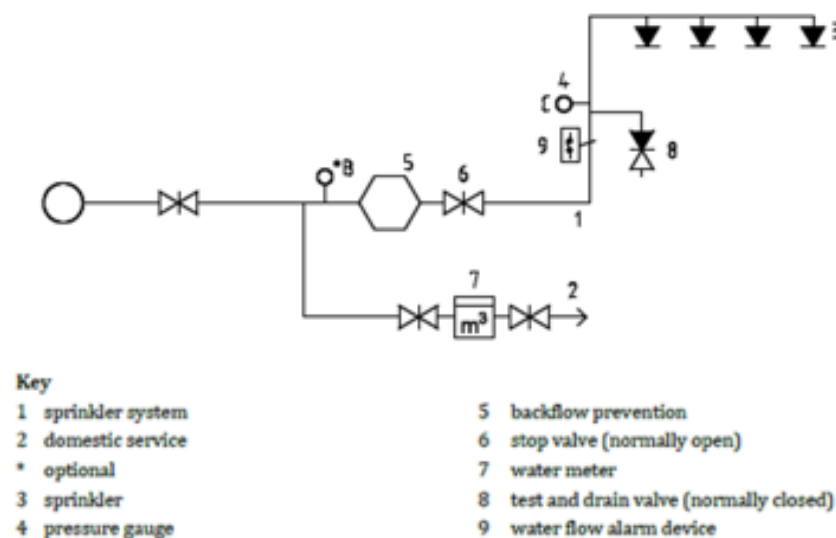 4
C
9
8
*B
5
6
1
7
2
m³
Key
1 sprinkler system
2 domestic service
* optional
3 sprinkler
4 pressure gauge
5 backflow prevention
6 stop valve (normally open)
7 water meter
8 test and drain valve (normally closed)
9 water flow alarm device